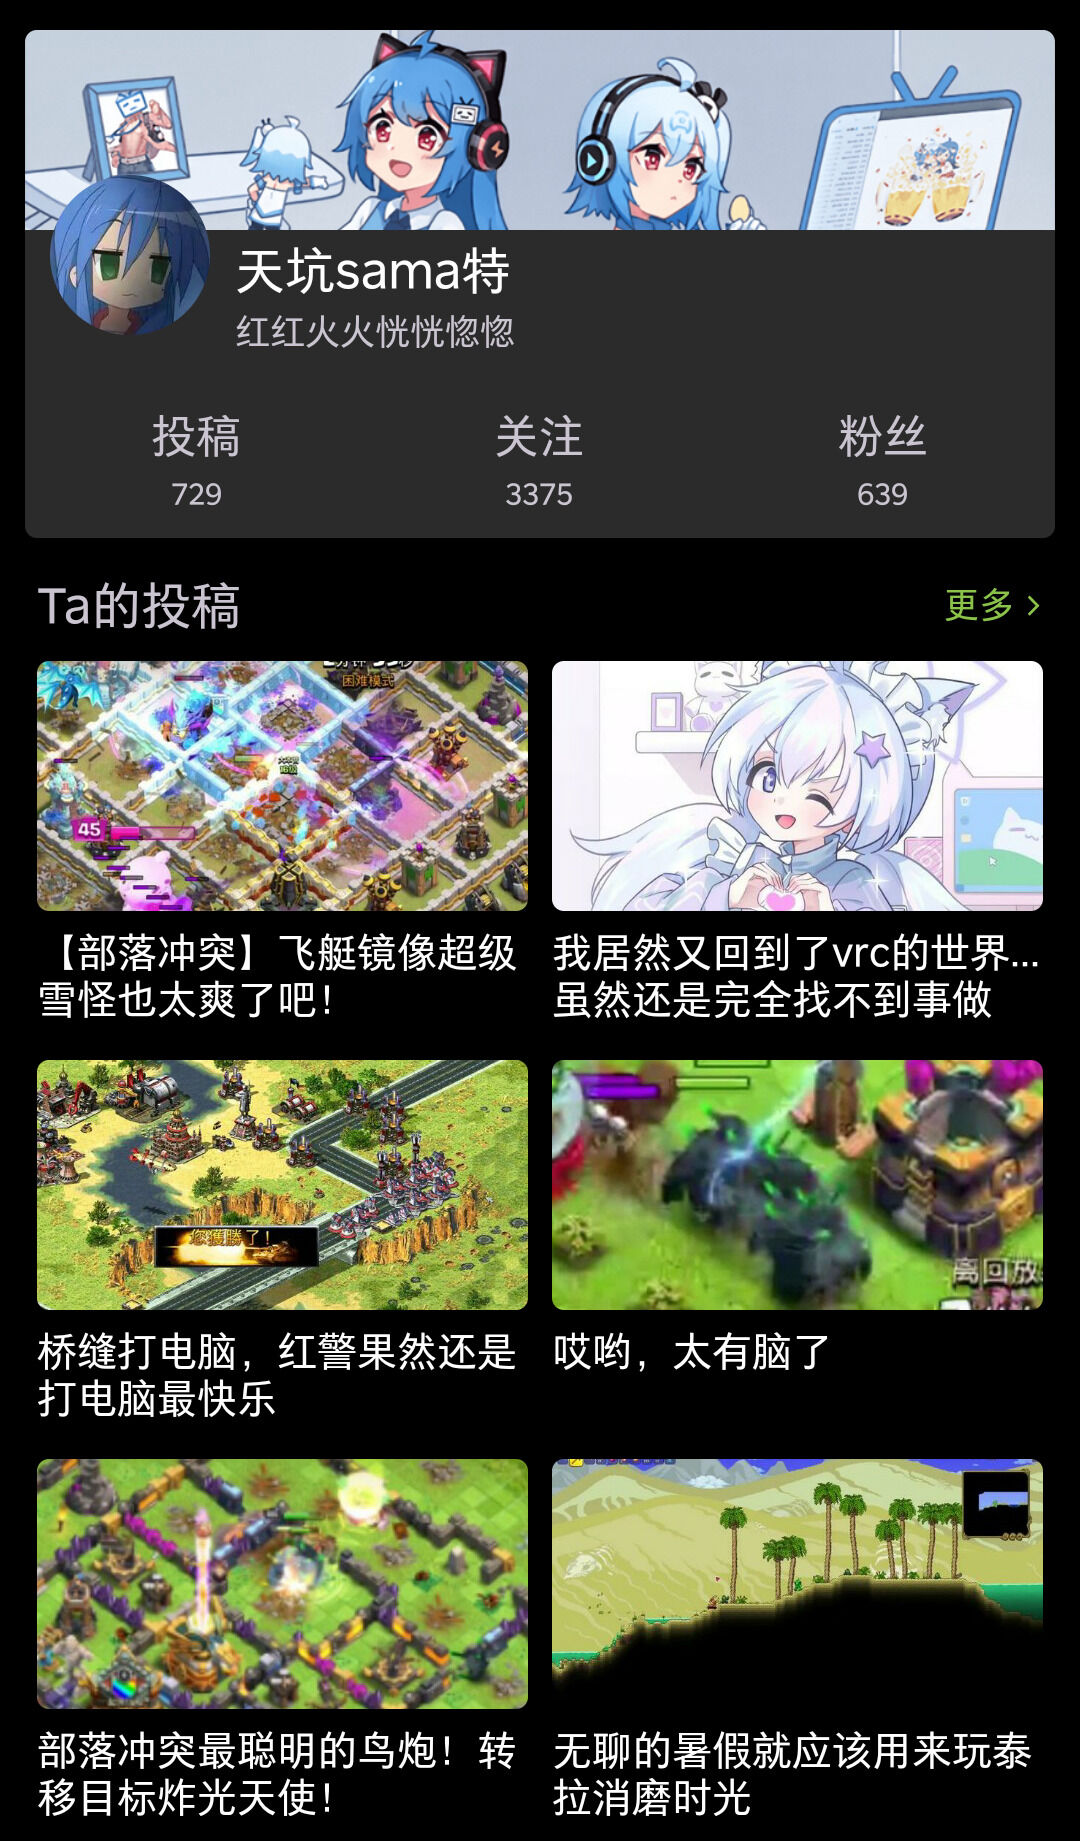 天坑sama特
红红火火恍恍惚惚
投稿
关注
粉丝
729
3375
639
Ta的投稿
更多
困难模式
45
【部落冲突】飞艇镜像超级
雪怪也太爽了吧！
我居然又回到了vrc的世界...
虽然还是完全找不到事做
您獲勝了!
离回放
桥缝打电脑，红警果然还是
打电脑最快乐
哎哟，太有脑了
部落冲突最聪明的鸟炮！转
移目标炸光天使！
无聊的暑假就应该用来玩泰
拉消磨时光